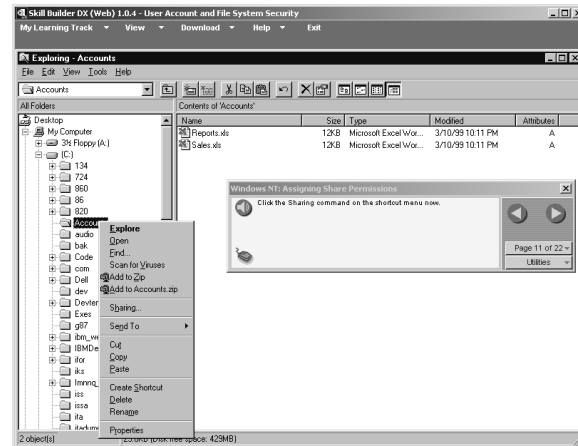 Skill Builder DX (Web) 1.0.4 - User Account and File System Security
My Learning Track View Download Help Exit
Exploring - Accounts
File Edit View Tools Help
Accounts
All Folders Contents of 'Accounts'
Desktop
My Computer
3½ Floppy (A:)
(C:)
134
724
860
86
820
audio
bak
Code
com
Dell
dev
Exes
g87
ifor
iks
iss
issa
ita
Name Size Type Modified Attributes
Reports.xls 12KB Microsoft Excel Wor... 3/10/99 10:11 PM A
Sales.xls 12KB Microsoft Excel Wor... 3/10/99 10:11 PM A
Explore
Open
Find...
Scan for Viruses
Add to Zip
Add to Accounts.zip
Sharing...
Send To
Cut
Copy
Paste
Create Shortcut
Delete
Rename
Properties
Windows NT: Assigning Share Permissions
Click the Sharing command on the shortcut menu now.
Page 11 of 22
Utilities
2 object(s) free space: 429MB)